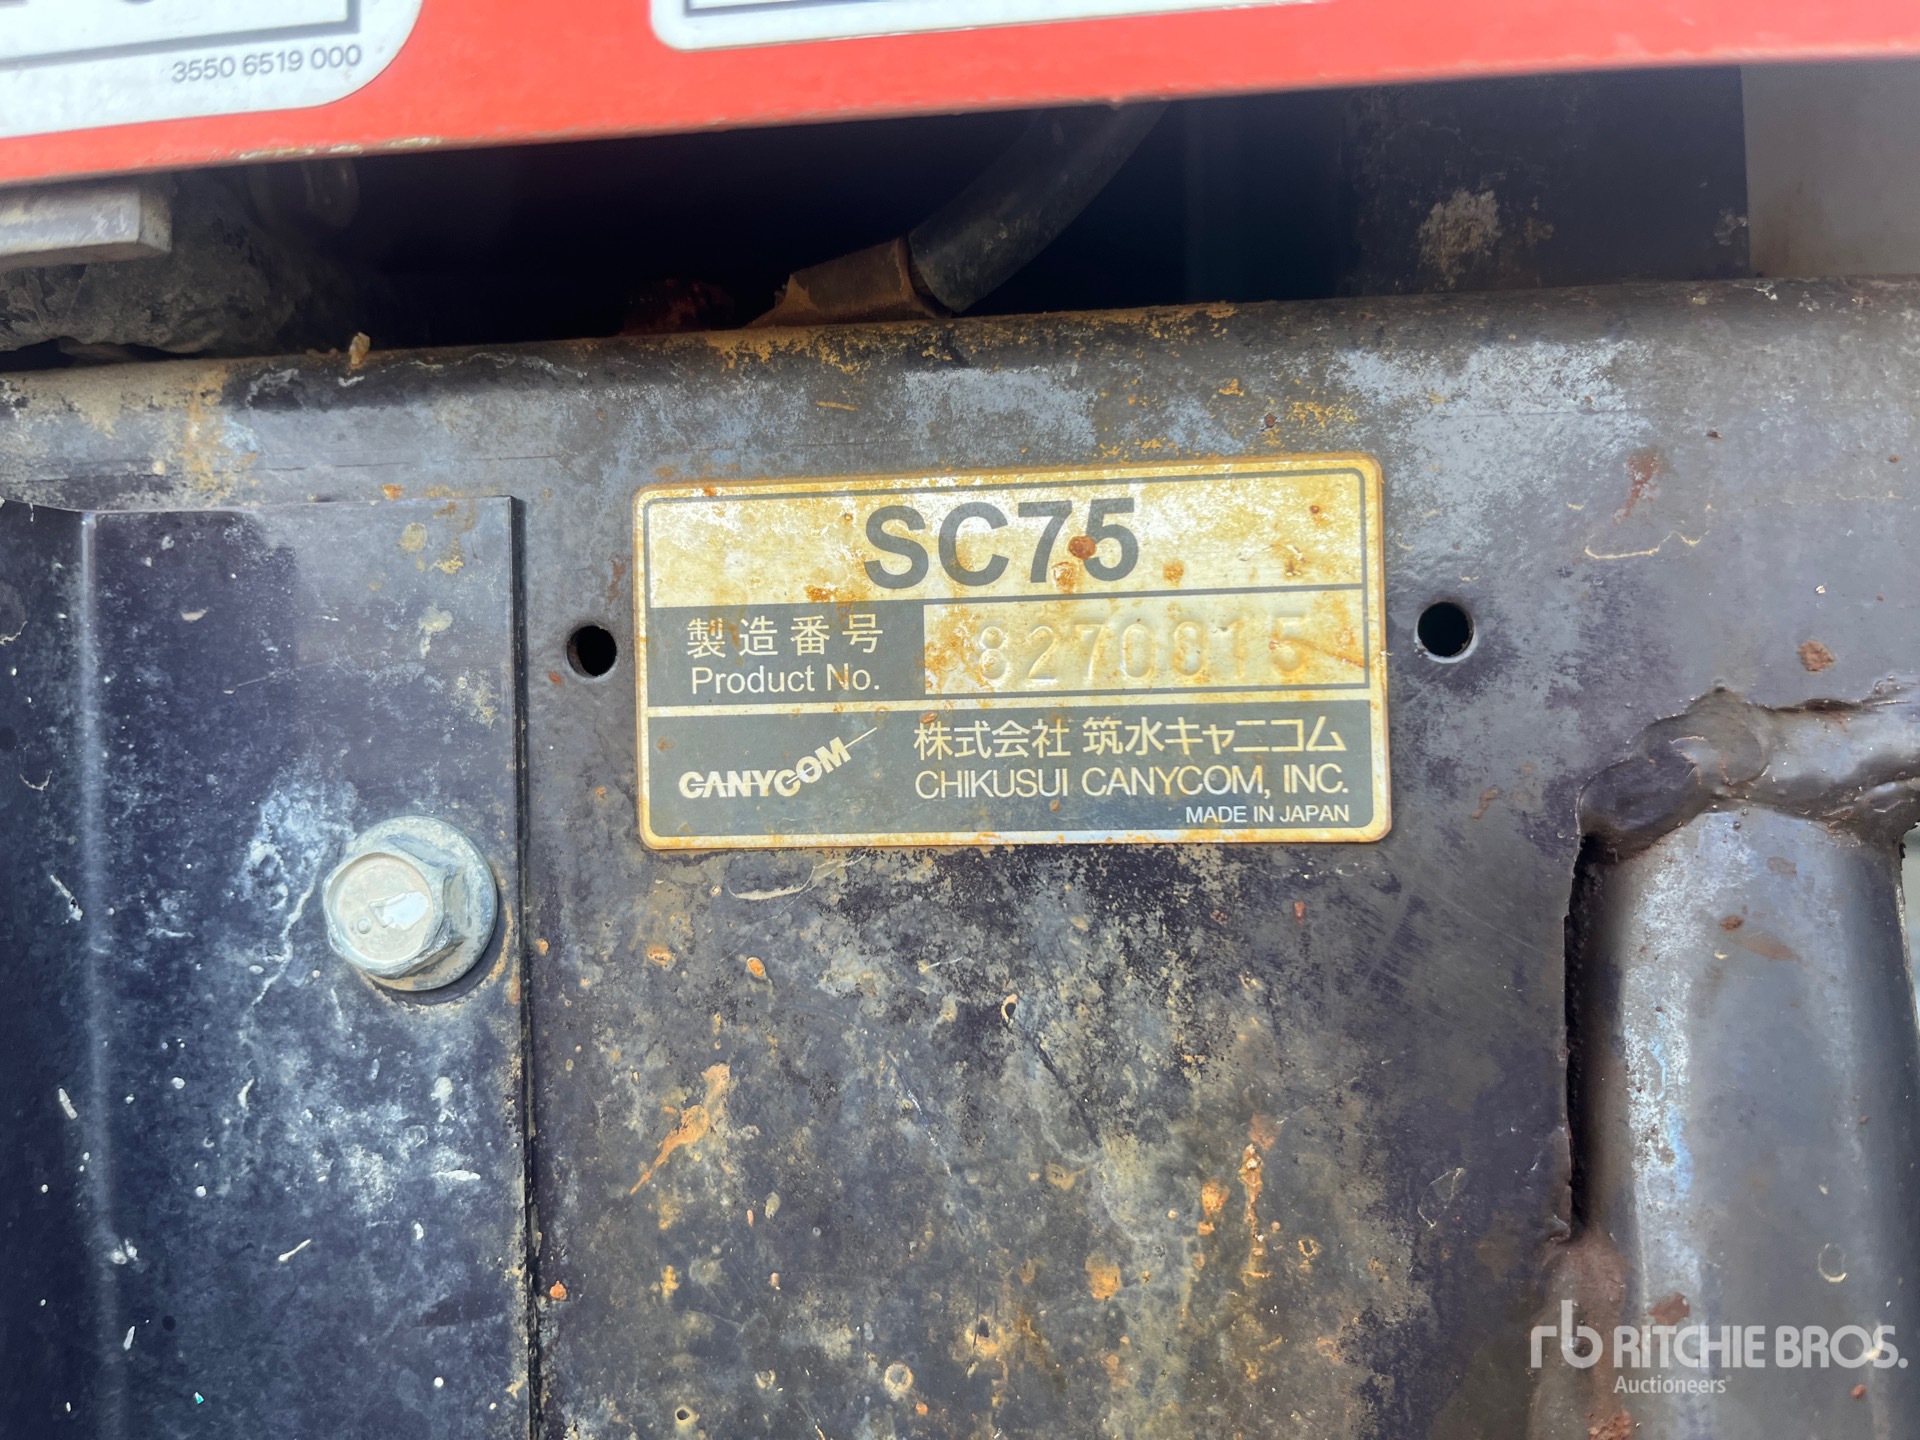 3550 6519 000
SC75
製造番号
Product No.
8270015
CANYCOM
株式会社 筑水キャニコム
CHIKUSUI CANYCOM, INC.
MADE IN JAPAN
rb RITCHIE BROS.
Auctioneers